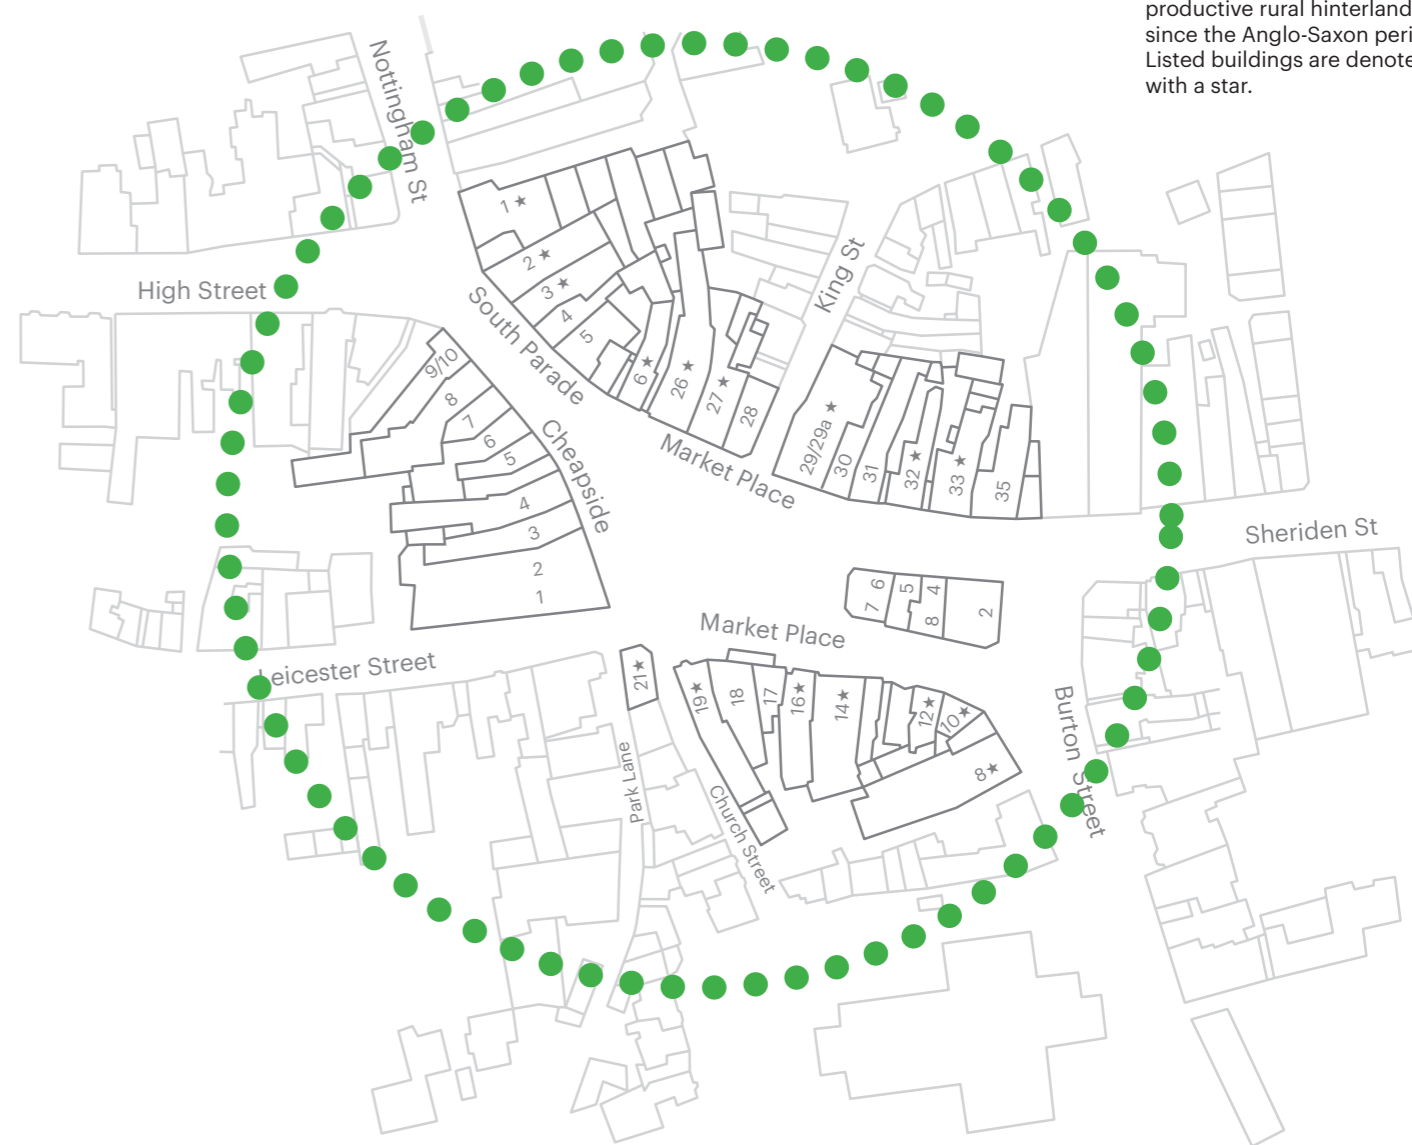 productive rural hinterland
since the Anglo-Saxon peri
Listed buildings are denote
with a star.
Nottingham St
High Street
South Parade
Cheapside
King St
Market Place
Sheriden St
Market Place
Leicester Street
Burton Street
Park Lane
Church Street
1 ★
2 ★
3 ★
4
5
6 ★
26 ★
27 ★
28
29/29a ★
30
31
32 ★
33 ★
35
9/10
8
7
6
5
4
3
2
1
6
7
5
4
8
2
21 ★
19 ★
18
17
16 ★
14 ★
12 ★
10 ★
8 ★